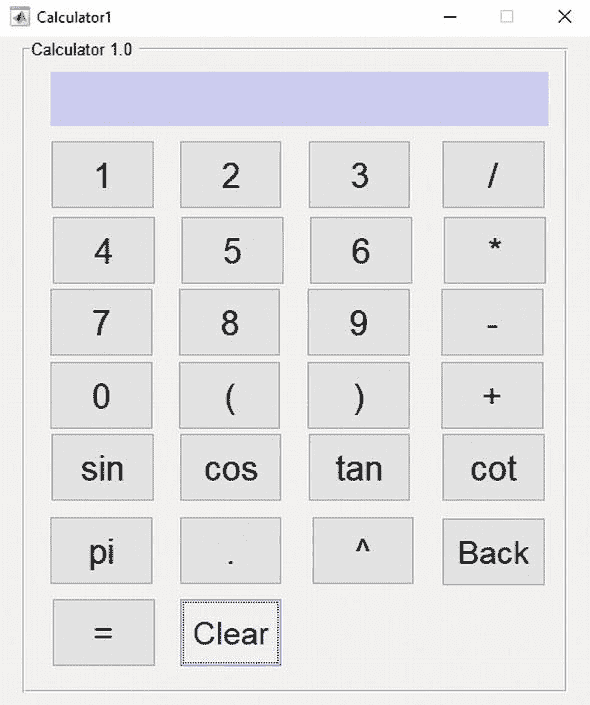 Calculator1
Calculator 1.0
1 2 3 /
4 5 6 *
7 8 9 -
0 ( ) +
sin cos tan cot
pi . ^ Back
= Clear